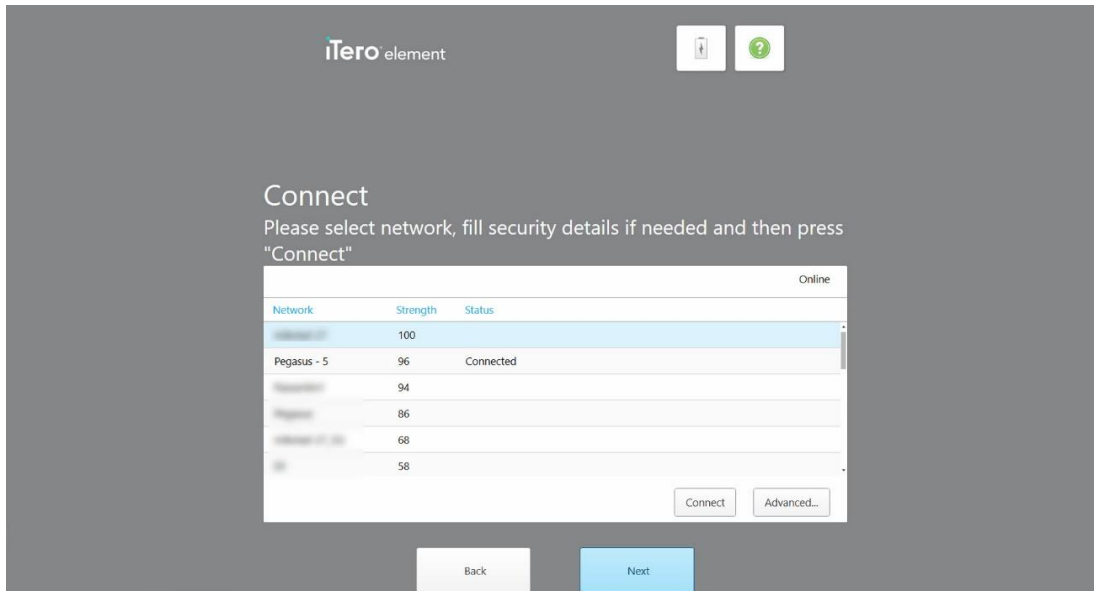 iTero element
Connect
Please select network, fill security details if needed and then press
"Connect"
Online
Network Strength Status
100
Pegasus - 5 96 Connected
94
86
68
58
Connect Advanced...
Back Next